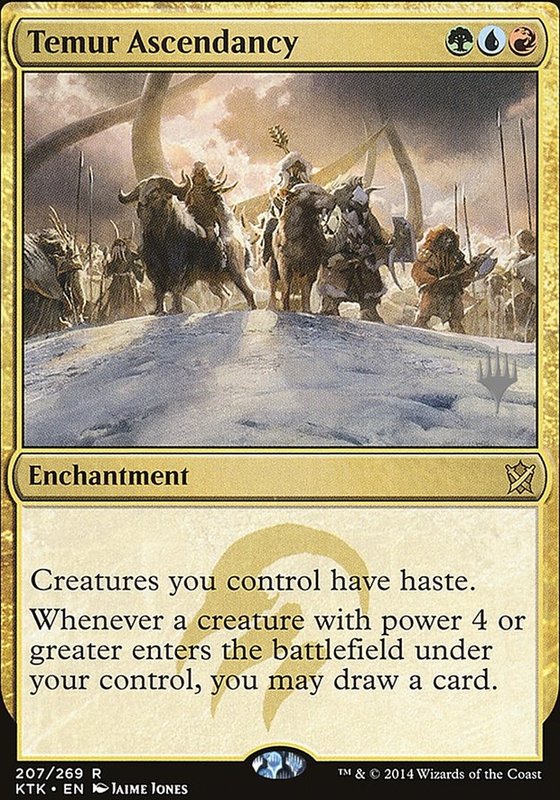 Temur Ascendancy
Enchantment
Creatures you control have haste.
Whenever a creature with power 4 or
greater enters the battlefield under
your control, you may draw a card.
207/269 R
KTK • EN Jaime Jones
™ & © 2014 Wizards of the Coast